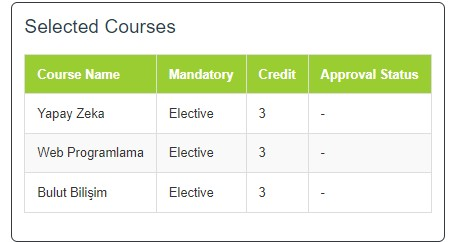 Selected Courses
Course Name Mandatory Credit Approval Status
Yapay Zeka Elective 3 -
Web Programlama Elective 3 -
Bulut Bilişim Elective 3 -